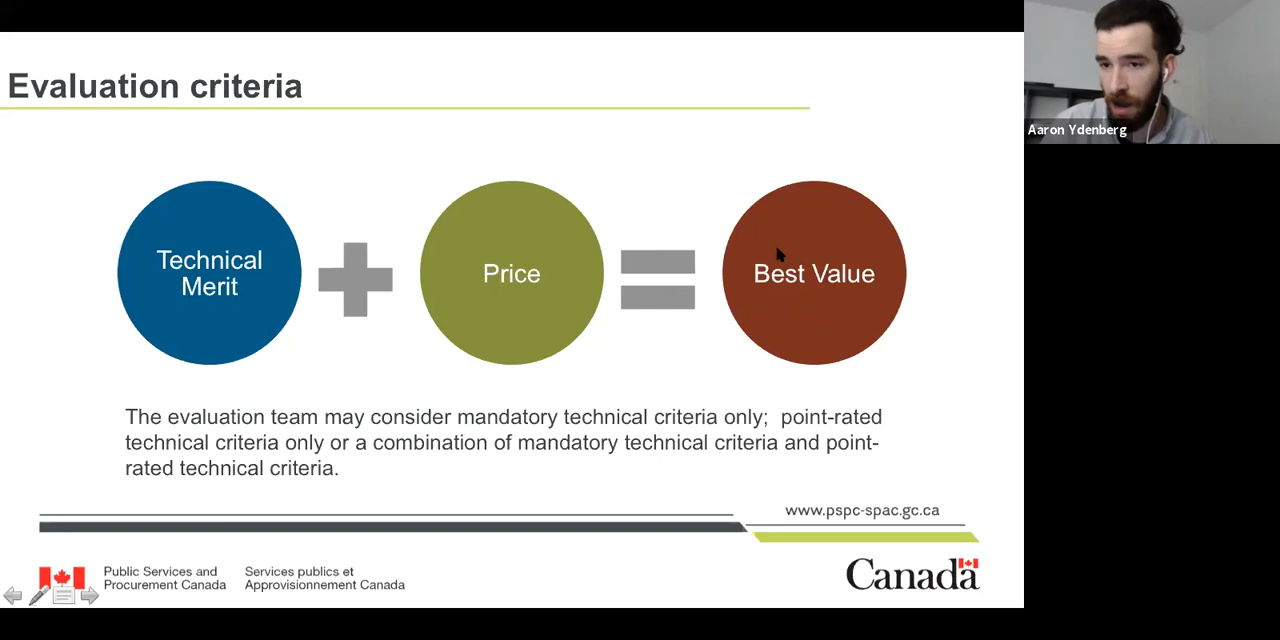 Evaluation criteria
Aaron Ydenberg
Technical
Merit
Price
Best Value
The evaluation team may consider mandatory technical criteria only;  point-rated
technical criteria only or a combination of mandatory technical criteria and point-
rated technical criteria.
www.pspc-spac.gc.ca
Public Services and
Procurement Canada
Services publics et
Approvisionnement Canada
Canada